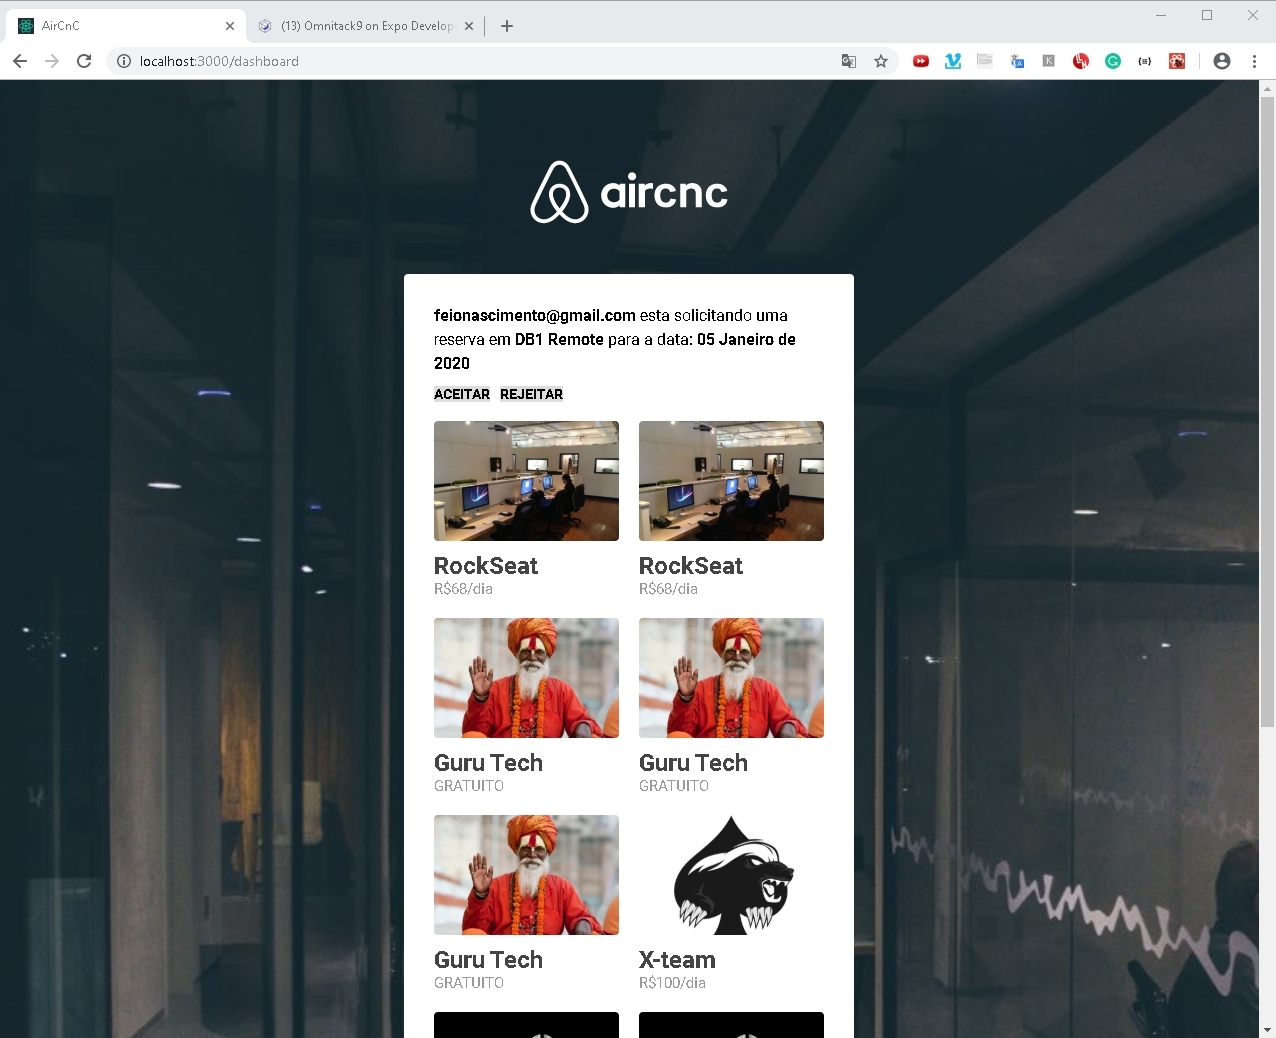 AirCnC
(13) Omnitack9 on Expo Develop
localhost:3000/dashboard
aircnc
feionascimento@gmail.com esta solicitando uma
reserva em DB1 Remote para a data: 05 Janeiro de
2020
ACEITAR REJEITAR
RockSeat RockSeat
R$68/dia R$68/dia
Guru Tech Guru Tech
GRATUITO GRATUITO
Guru Tech X-team
GRATUITO R$100/dia